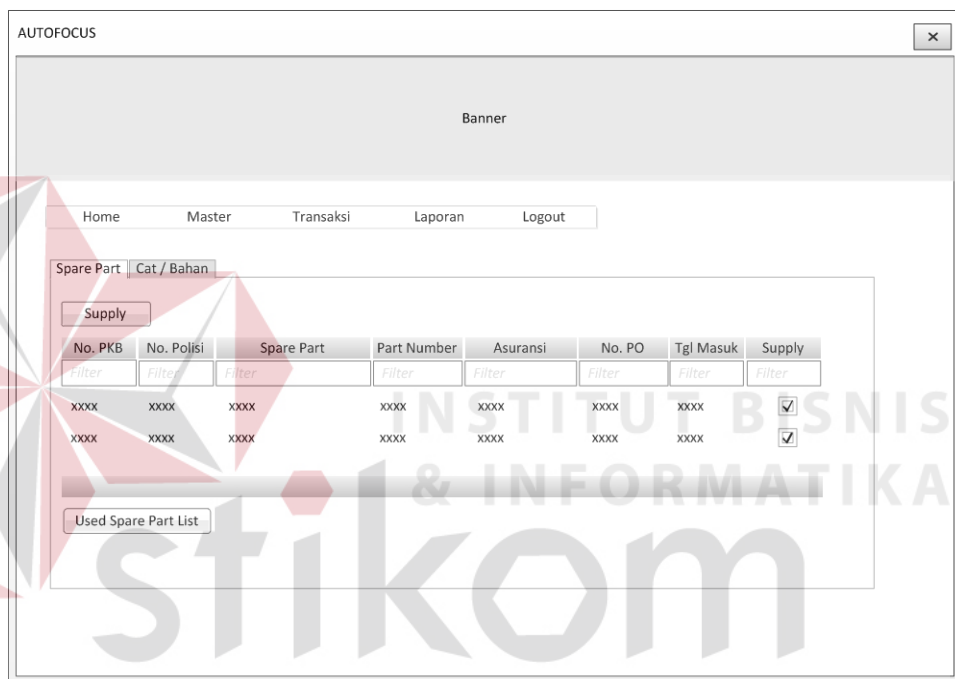 AUTOFOCUS
Banner
Home Master Transaksi Laporan Logout
Spare Part Cat / Bahan
Supply
No. PKB No. Polisi Spare Part Part Number Asuransi No. PO Tgl Masuk Supply
Filter Filter Filter Filter Filter Filter Filter Filter
xxxx xxxx xxxx xxxx xxxx xxxx xxxx
xxxx xxxx xxxx xxxx xxxx xxxx xxxx
Used Spare Part List
INSTITUT BISNIS
& INFORMATIKA
stikom